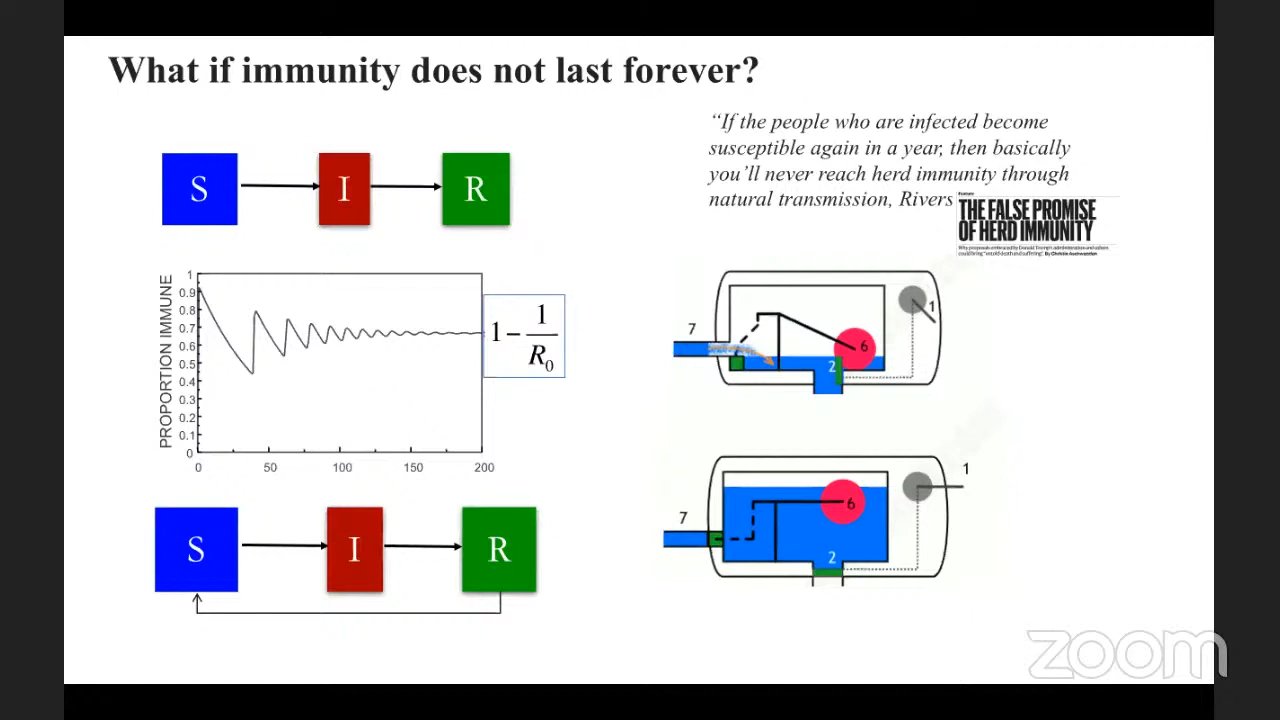 What if immunity does not last forever?
S
I
R
“If the people who are infected become
susceptible again in a year, then basically
you’ll never reach herd immunity through
natural transmission, Rivers
Feature
THE FALSE PROMISE
OF HERD IMMUNITY
PROPORTION IMMUNE
1
0.9
0.8
0.7
0.6
0.5
0.4
0.3
0.2
0.1
0
0 50 100 150 200
1 − 1/R0
7
6
2
1
S
I
R
7
6
2
1
zoom